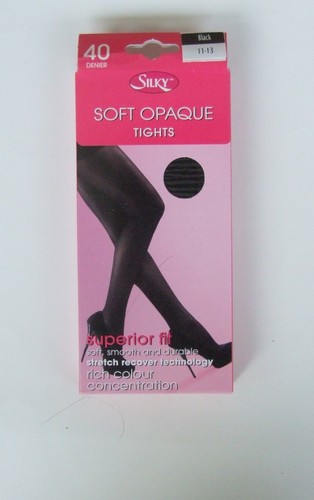 40
DENIER
Black
11-13
SILKY™
SOFT OPAQUE
TIGHTS
superior fit
soft, smooth and durable
stretch recover technology
rich colour
concentration